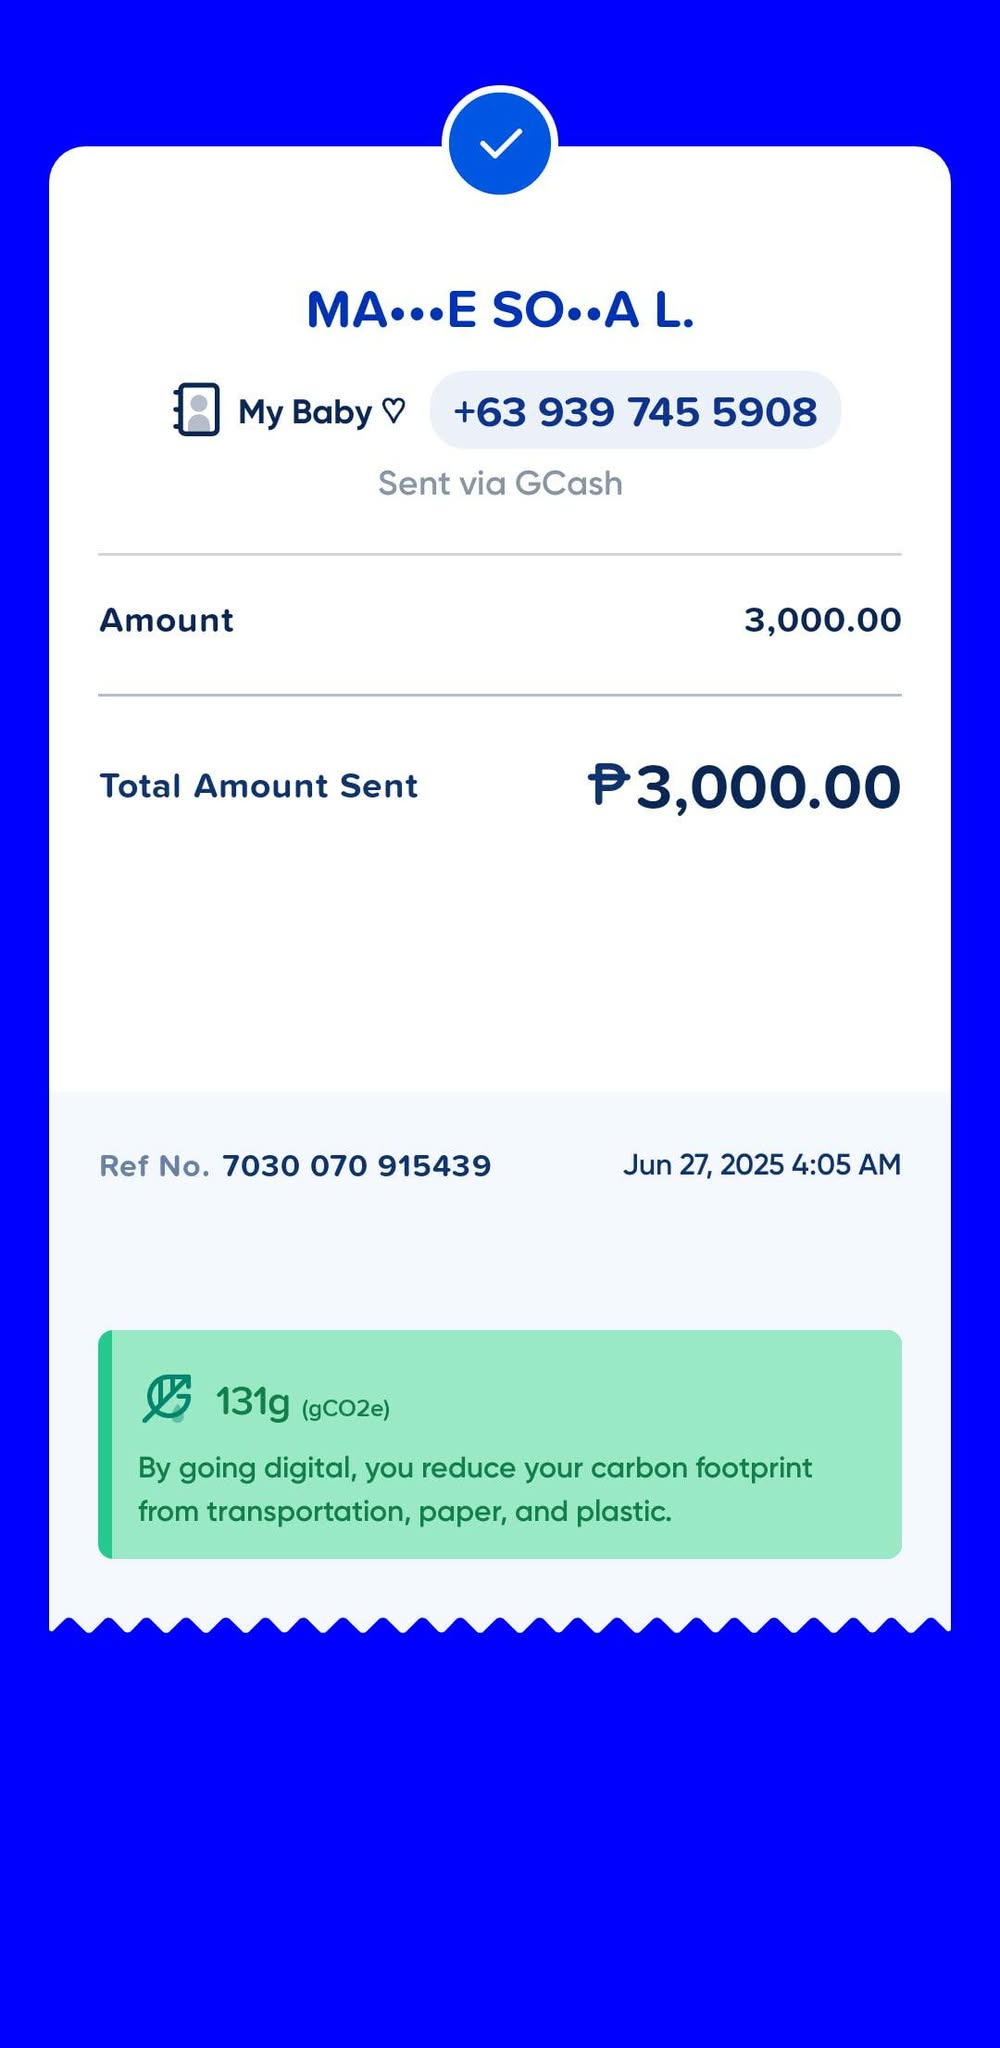 MA•••E SO••A L.
My Baby ♡ +63 939 745 5908
Sent via GCash
Amount 3,000.00
Total Amount Sent ₱3,000.00
Ref No. 7030 070 915439 Jun 27, 2025 4:05 AM
131g (gCO2e)
By going digital, you reduce your carbon footprint
from transportation, paper, and plastic.